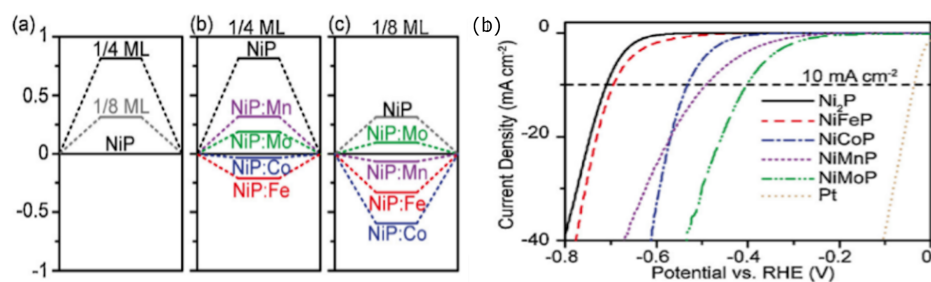 (a)
1
0.5
0
-0.5
-1
1/4 ML
1/8 ML
NiP
(b)
1/4 ML
NiP
NiP:Mn
NiP:Mo
NiP:Co
NiP:Fe
(c)
1/8 ML
NiP
NiP:Mo
NiP:Mn
NiP:Fe
NiP:Co
(b)
Current Density (mA cm⁻²)
0
-20
-40
10 mA cm⁻²
Ni₂P
NiFeP
NiCoP
NiMnP
NiMoP
Pt
-0.8
-0.6
-0.4
-0.2
0
Potential vs. RHE (V)